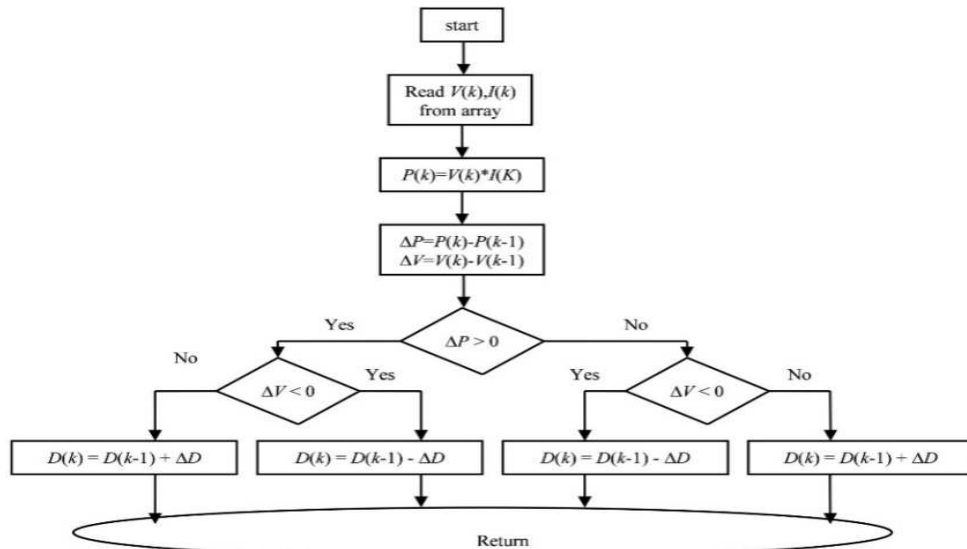 start
Read V(k),I(k)
from array
P(k)=V(k)*I(K)
ΔP=P(k)-P(k-1)
ΔV=V(k)-V(k-1)
Yes
ΔP > 0
No
No
ΔV < 0
Yes
Yes
ΔV < 0
No
D(k) = D(k-1) + ΔD
D(k) = D(k-1) - ΔD
D(k) = D(k-1) - ΔD
D(k) = D(k-1) + ΔD
Return